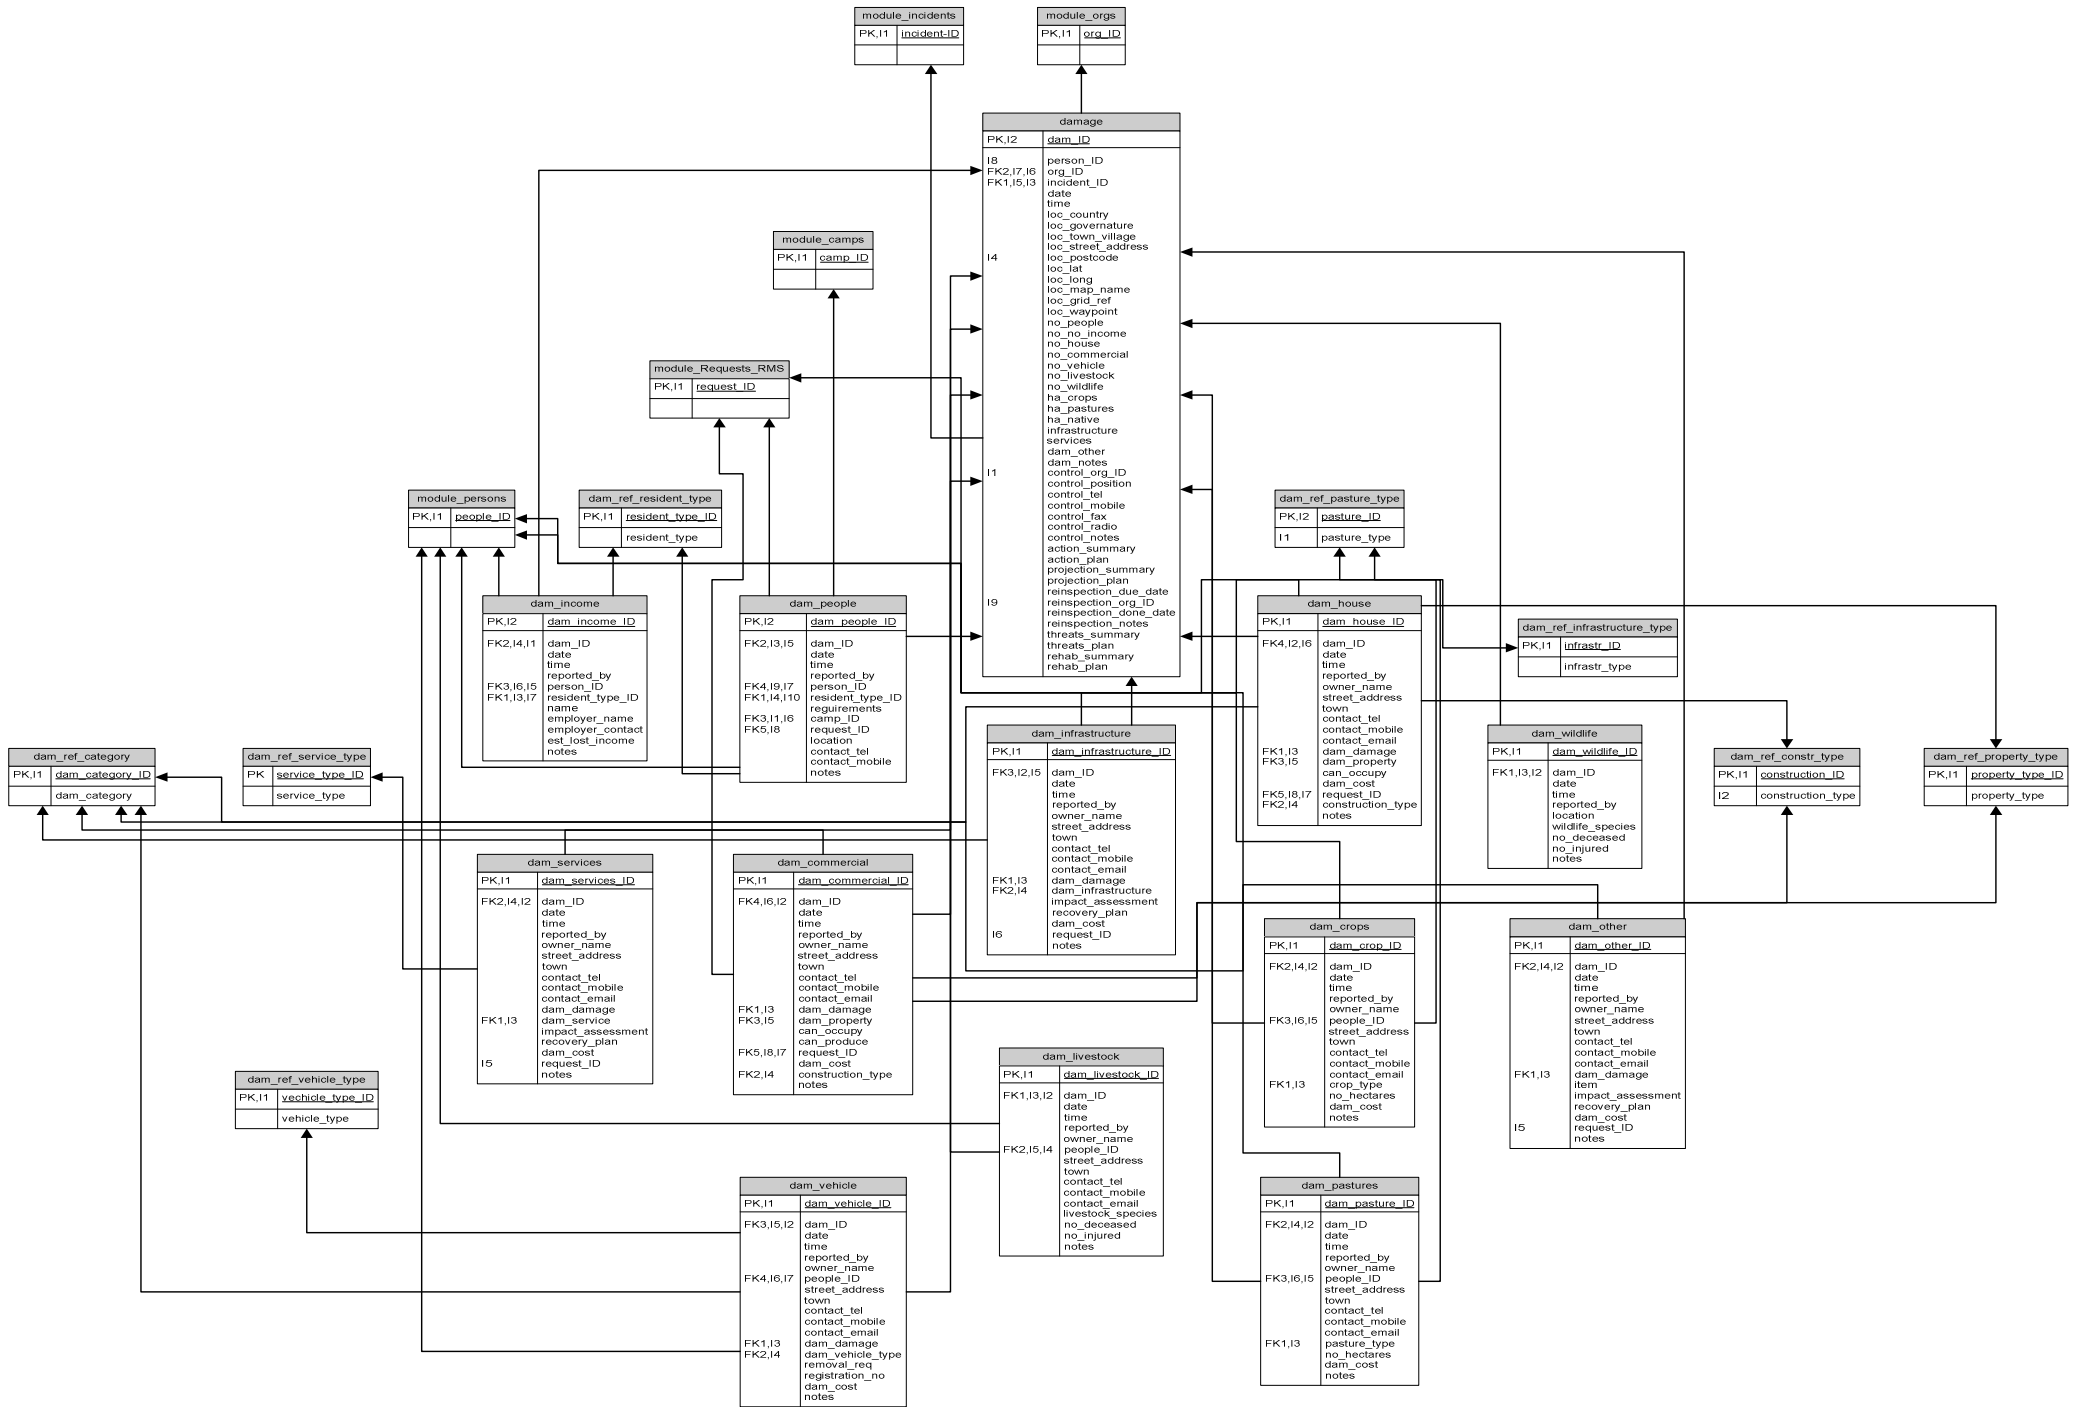 module_incidents
PK,I1 incident-ID
module_orgs
PK,I1 org_ID
damage
PK,I2 dam_ID
I8 person_ID
FK2,I7,I6 org_ID
FK1,I5,I3 incident_ID
date
time
loc_country
loc_governature
loc_town_village
loc_street_address
I4 loc_postcode
loc_lat
loc_long
loc_map_name
loc_grid_ref
loc_waypoint
no_people
no_no_income
no_house
no_commercial
no_vehicle
no_livestock
no_wildlife
ha_crops
ha_pastures
ha_native
infrastructure
services
dam_other
dam_notes
I1 control_org_ID
control_position
control_tel
control_mobile
control_fax
control_radio
control_notes
action_summary
action_plan
projection_summary
projection_plan
reinspection_due_date
I9 reinspection_org_ID
reinspection_done_date
reinspection_notes
threats_summary
threats_plan
rehab_summary
rehab_plan
module_camps
PK,I1 camp_ID
module_Requests_RMS
PK,I1 request_ID
module_persons
PK,I1 people_ID
dam_ref_resident_type
PK,I1 resident_type_ID
resident_type
dam_ref_pasture_type
PK,I2 pasture_ID
I1 pasture_type
dam_income
PK,I2 dam_income_ID
FK2,I4,I1 dam_ID
date
time
reported_by
FK3,I6,I5 person_ID
FK1,I3,I7 resident_type_ID
name
employer_name
employer_contact
est_lost_income
notes
dam_people
PK,I2 dam_people_ID
FK2,I3,I5 dam_ID
date
time
reported_by
FK4,I9,I7 person_ID
FK1,I4,I10 resident_type_ID
reguirements
FK3,I1,I6 camp_ID
FK5,I8 request_ID
location
contact_tel
contact_mobile
notes
dam_house
PK,I1 dam_house_ID
FK4,I2,I6 dam_ID
date
time
reported_by
owner_name
street_address
town
contact_tel
contact_mobile
contact_email
FK1,I3 dam_damage
FK3,I5 dam_property
can_occupy
dam_cost
FK5,I8,I7 request_ID
FK2,I4 construction_type
notes
dam_ref_infrastructure_type
PK,I1 infrastr_ID
infrastr_type
dam_ref_category
PK,I1 dam_category_ID
dam_category
dam_ref_service_type
PK service_type_ID
service_type
dam_infrastructure
PK,I1 dam_infrastructure_ID
FK3,I2,I5 dam_ID
date
time
reported_by
owner_name
street_address
town
contact_tel
contact_mobile
contact_email
FK1,I3 dam_damage
FK2,I4 dam_infrastructure
impact_assessment
recovery_plan
dam_cost
I6 request_ID
notes
dam_wildlife
PK,I1 dam_wildlife_ID
FK1,I3,I2 dam_ID
date
time
reported_by
location
wildlife_species
no_deceased
no_injured
notes
dam_ref_constr_type
PK,I1 construction_ID
I2 construction_type
dam_ref_property_type
PK,I1 property_type_ID
property_type
dam_services
PK,I1 dam_services_ID
FK2,I4,I2 dam_ID
date
time
reported_by
owner_name
street_address
town
contact_tel
contact_mobile
contact_email
dam_damage
FK1,I3 dam_service
impact_assessment
recovery_plan
dam_cost
I5 request_ID
notes
dam_commercial
PK,I1 dam_commercial_ID
FK4,I6,I2 dam_ID
date
time
reported_by
owner_name
street_address
town
contact_tel
contact_mobile
contact_email
FK1,I3 dam_damage
FK3,I5 dam_property
can_occupy
can_produce
FK5,I8,I7 request_ID
dam_cost
FK2,I4 construction_type
notes
dam_crops
PK,I1 dam_crop_ID
FK2,I4,I2 dam_ID
date
time
reported_by
owner_name
FK3,I6,I5 people_ID
street_address
town
contact_tel
contact_mobile
contact_email
FK1,I3 crop_type
no_hectares
dam_cost
notes
dam_other
PK,I1 dam_other_ID
FK2,I4,I2 dam_ID
date
time
reported_by
owner_name
street_address
town
contact_tel
contact_mobile
contact_email
FK1,I3 dam_damage
item
impact_assessment
recovery_plan
dam_cost
I5 request_ID
notes
dam_ref_vehicle_type
PK,I1 vechicle_type_ID
vehicle_type
dam_livestock
PK,I1 dam_livestock_ID
FK1,I3,I2 dam_ID
date
time
reported_by
owner_name
FK2,I5,I4 people_ID
street_address
town
contact_tel
contact_mobile
contact_email
livestock_species
no_deceased
no_injured
notes
dam_vehicle
PK,I1 dam_vehicle_ID
FK3,I5,I2 dam_ID
date
time
reported_by
owner_name
FK4,I6,I7 people_ID
street_address
town
contact_tel
contact_mobile
contact_email
FK1,I3 dam_damage
FK2,I4 dam_vehicle_type
removal_req
registration_no
dam_cost
notes
dam_pastures
PK,I1 dam_pasture_ID
FK2,I4,I2 dam_ID
date
time
reported_by
owner_name
FK3,I6,I5 people_ID
street_address
town
contact_tel
contact_mobile
contact_email
FK1,I3 pasture_type
no_hectares
dam_cost
notes